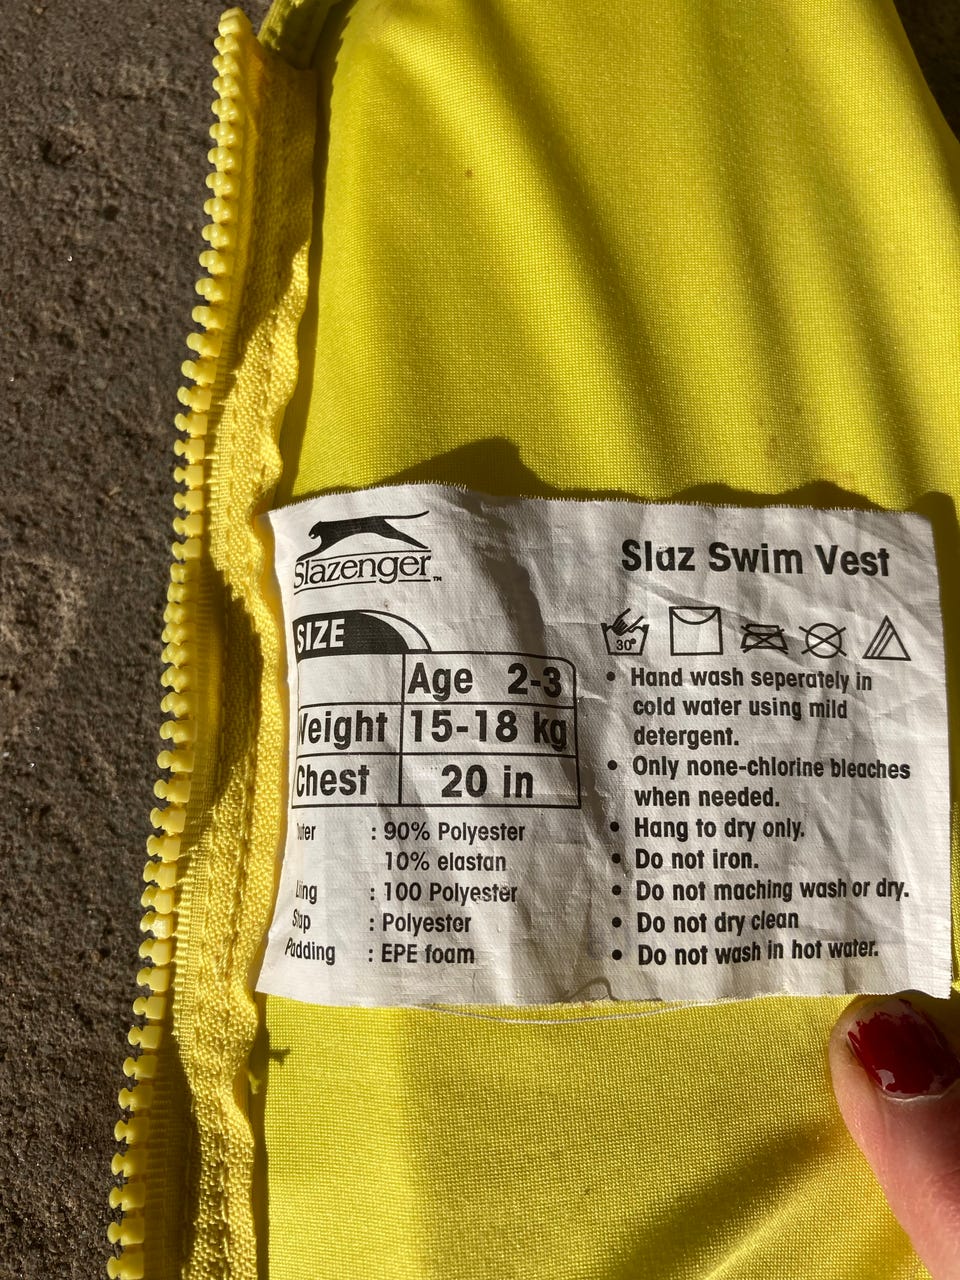 Slazenger™
SIZE
Age 2-3
Weight 15-18 kg
Chest 20 in
: 90% Polyester
10% elastan
: 100 Polyester
: Polyester
Padding : EPE foam
Slaz Swim Vest
30°
• Hand wash seperately in
cold water using mild
detergent.
• Only none-chlorine bleaches
when needed.
• Hang to dry only.
• Do not iron.
• Do not maching wash or dry.
• Do not dry clean
• Do not wash in hot water.